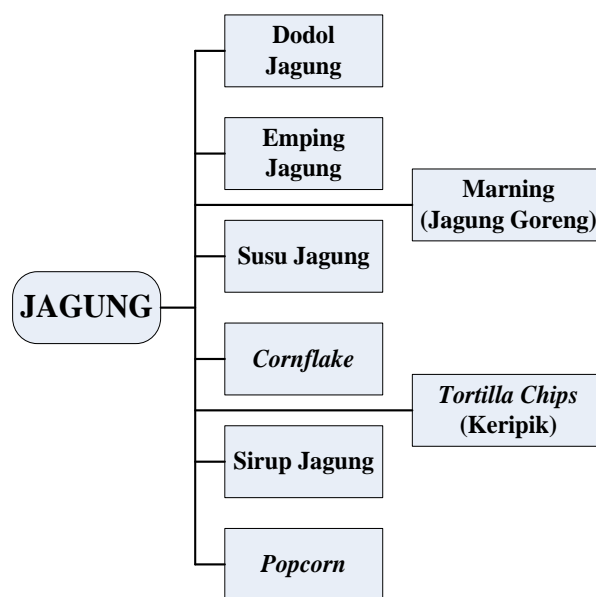 Dodol
Jagung
Emping
Jagung
Marning
(Jagung Goreng)
Susu Jagung
JAGUNG
Cornflake
Tortilla Chips
(Keripik)
Sirup Jagung
Popcorn